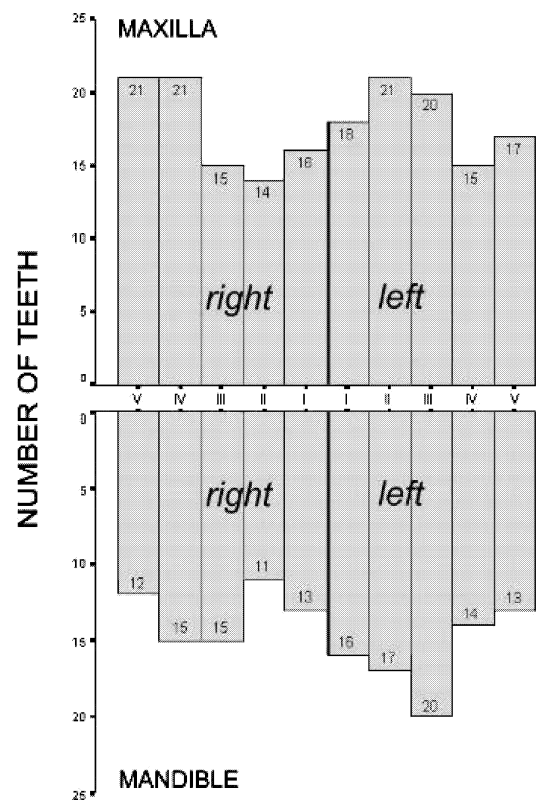 MAXILLA
25
20
15
10
5
0
21 21 15 14 16 18 21 20 15 17
right left
NUMBER OF TEETH
V IV III II I I II III IV V
0
5
10
15
20
25
right left
12 15 15 11 13 16 17 20 14 13
MANDIBLE